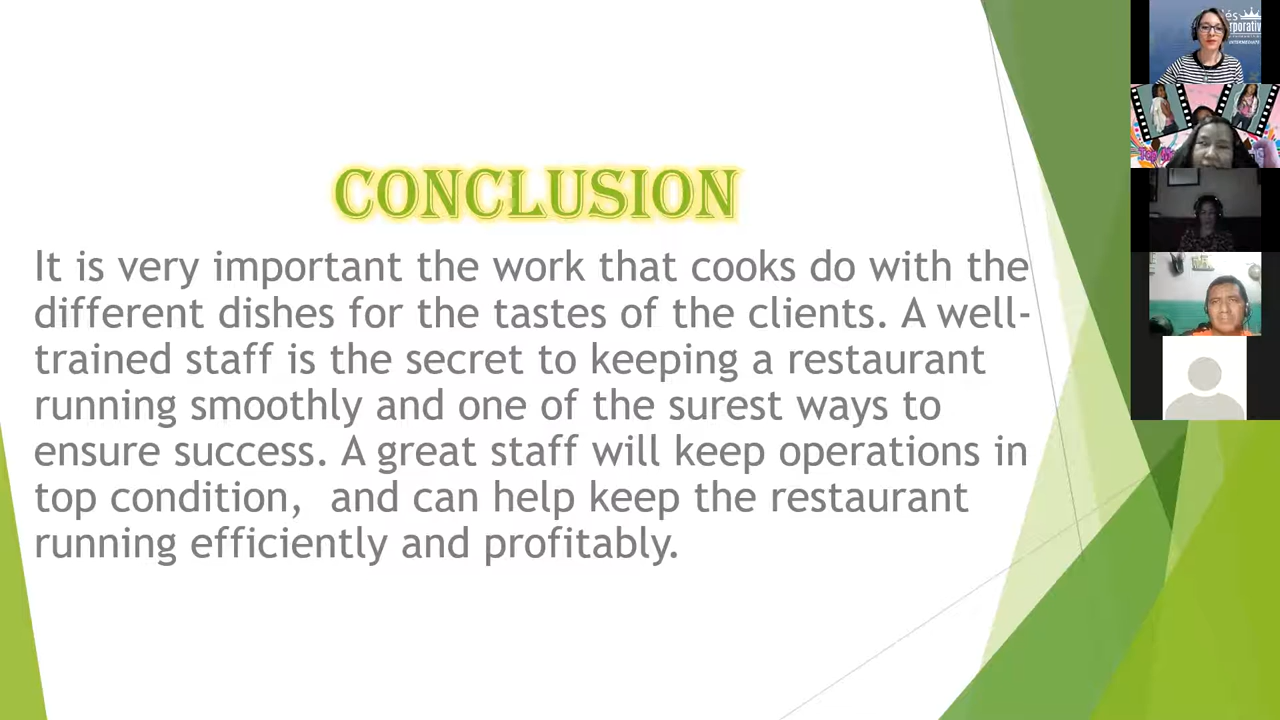 CONCLUSION
It is very important the work that cooks do with the
different dishes for the tastes of the clients. A well-
trained staff is the secret to keeping a restaurant
running smoothly and one of the surest ways to
ensure success. A great staff will keep operations in
top condition,  and can help keep the restaurant
running efficiently and profitably.
és
rporativ
INTERMEDIATE